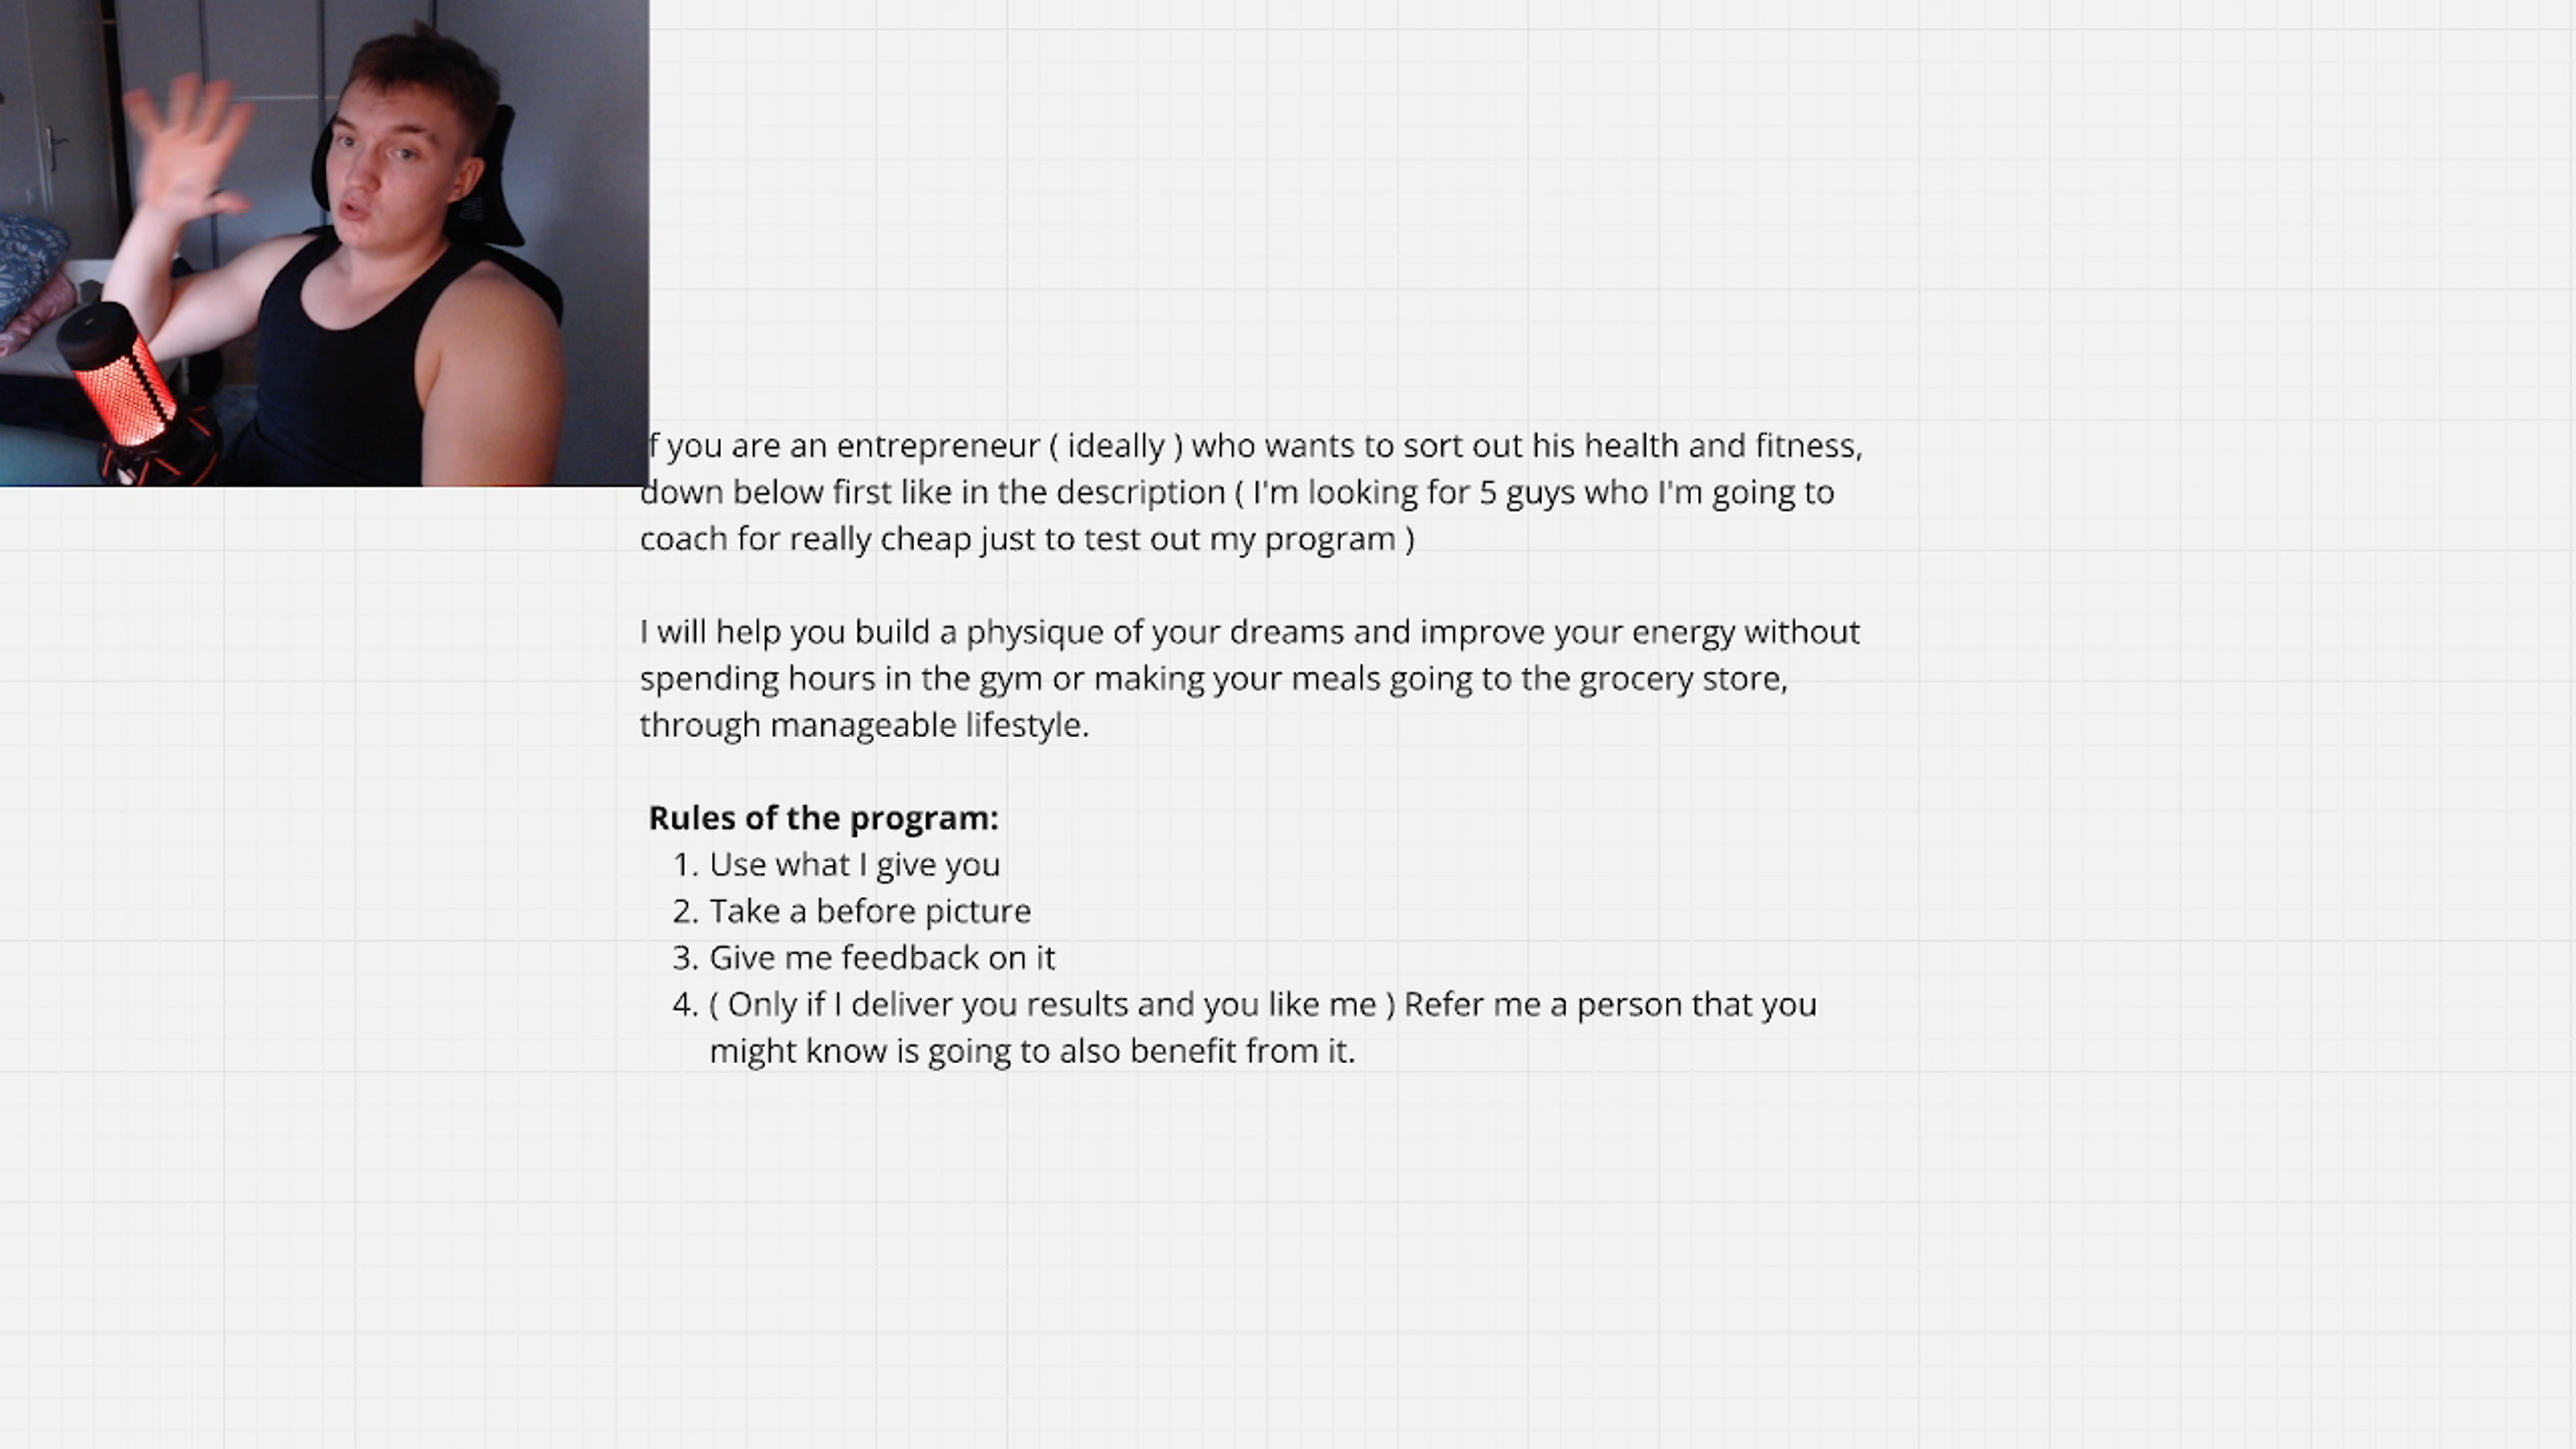 f you are an entrepreneur ( ideally ) who wants to sort out his health and fitness,
down below first like in the description ( I'm looking for 5 guys who I'm going to
coach for really cheap just to test out my program )
I will help you build a physique of your dreams and improve your energy without
spending hours in the gym or making your meals going to the grocery store,
through manageable lifestyle.
Rules of the program:
1. Use what I give you
2. Take a before picture
3. Give me feedback on it
4. ( Only if I deliver you results and you like me ) Refer me a person that you
might know is going to also benefit from it.